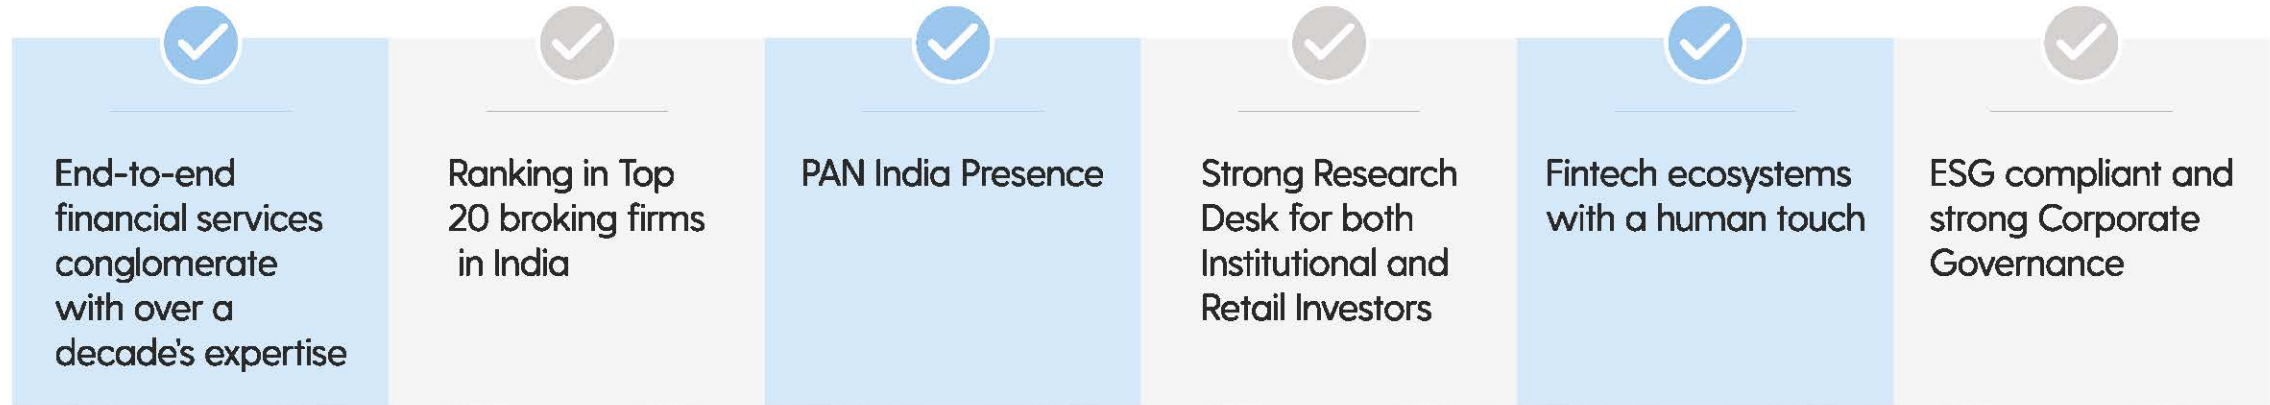 End-to-end
financial services
conglomerate
with over a
decade's expertise
Ranking in Top
20 broking firms
in India
PAN India Presence
Strong Research
Desk for both
Institutional and
Retail Investors
Fintech ecosystems
with a human touch
ESG compliant and
strong Corporate
Governance